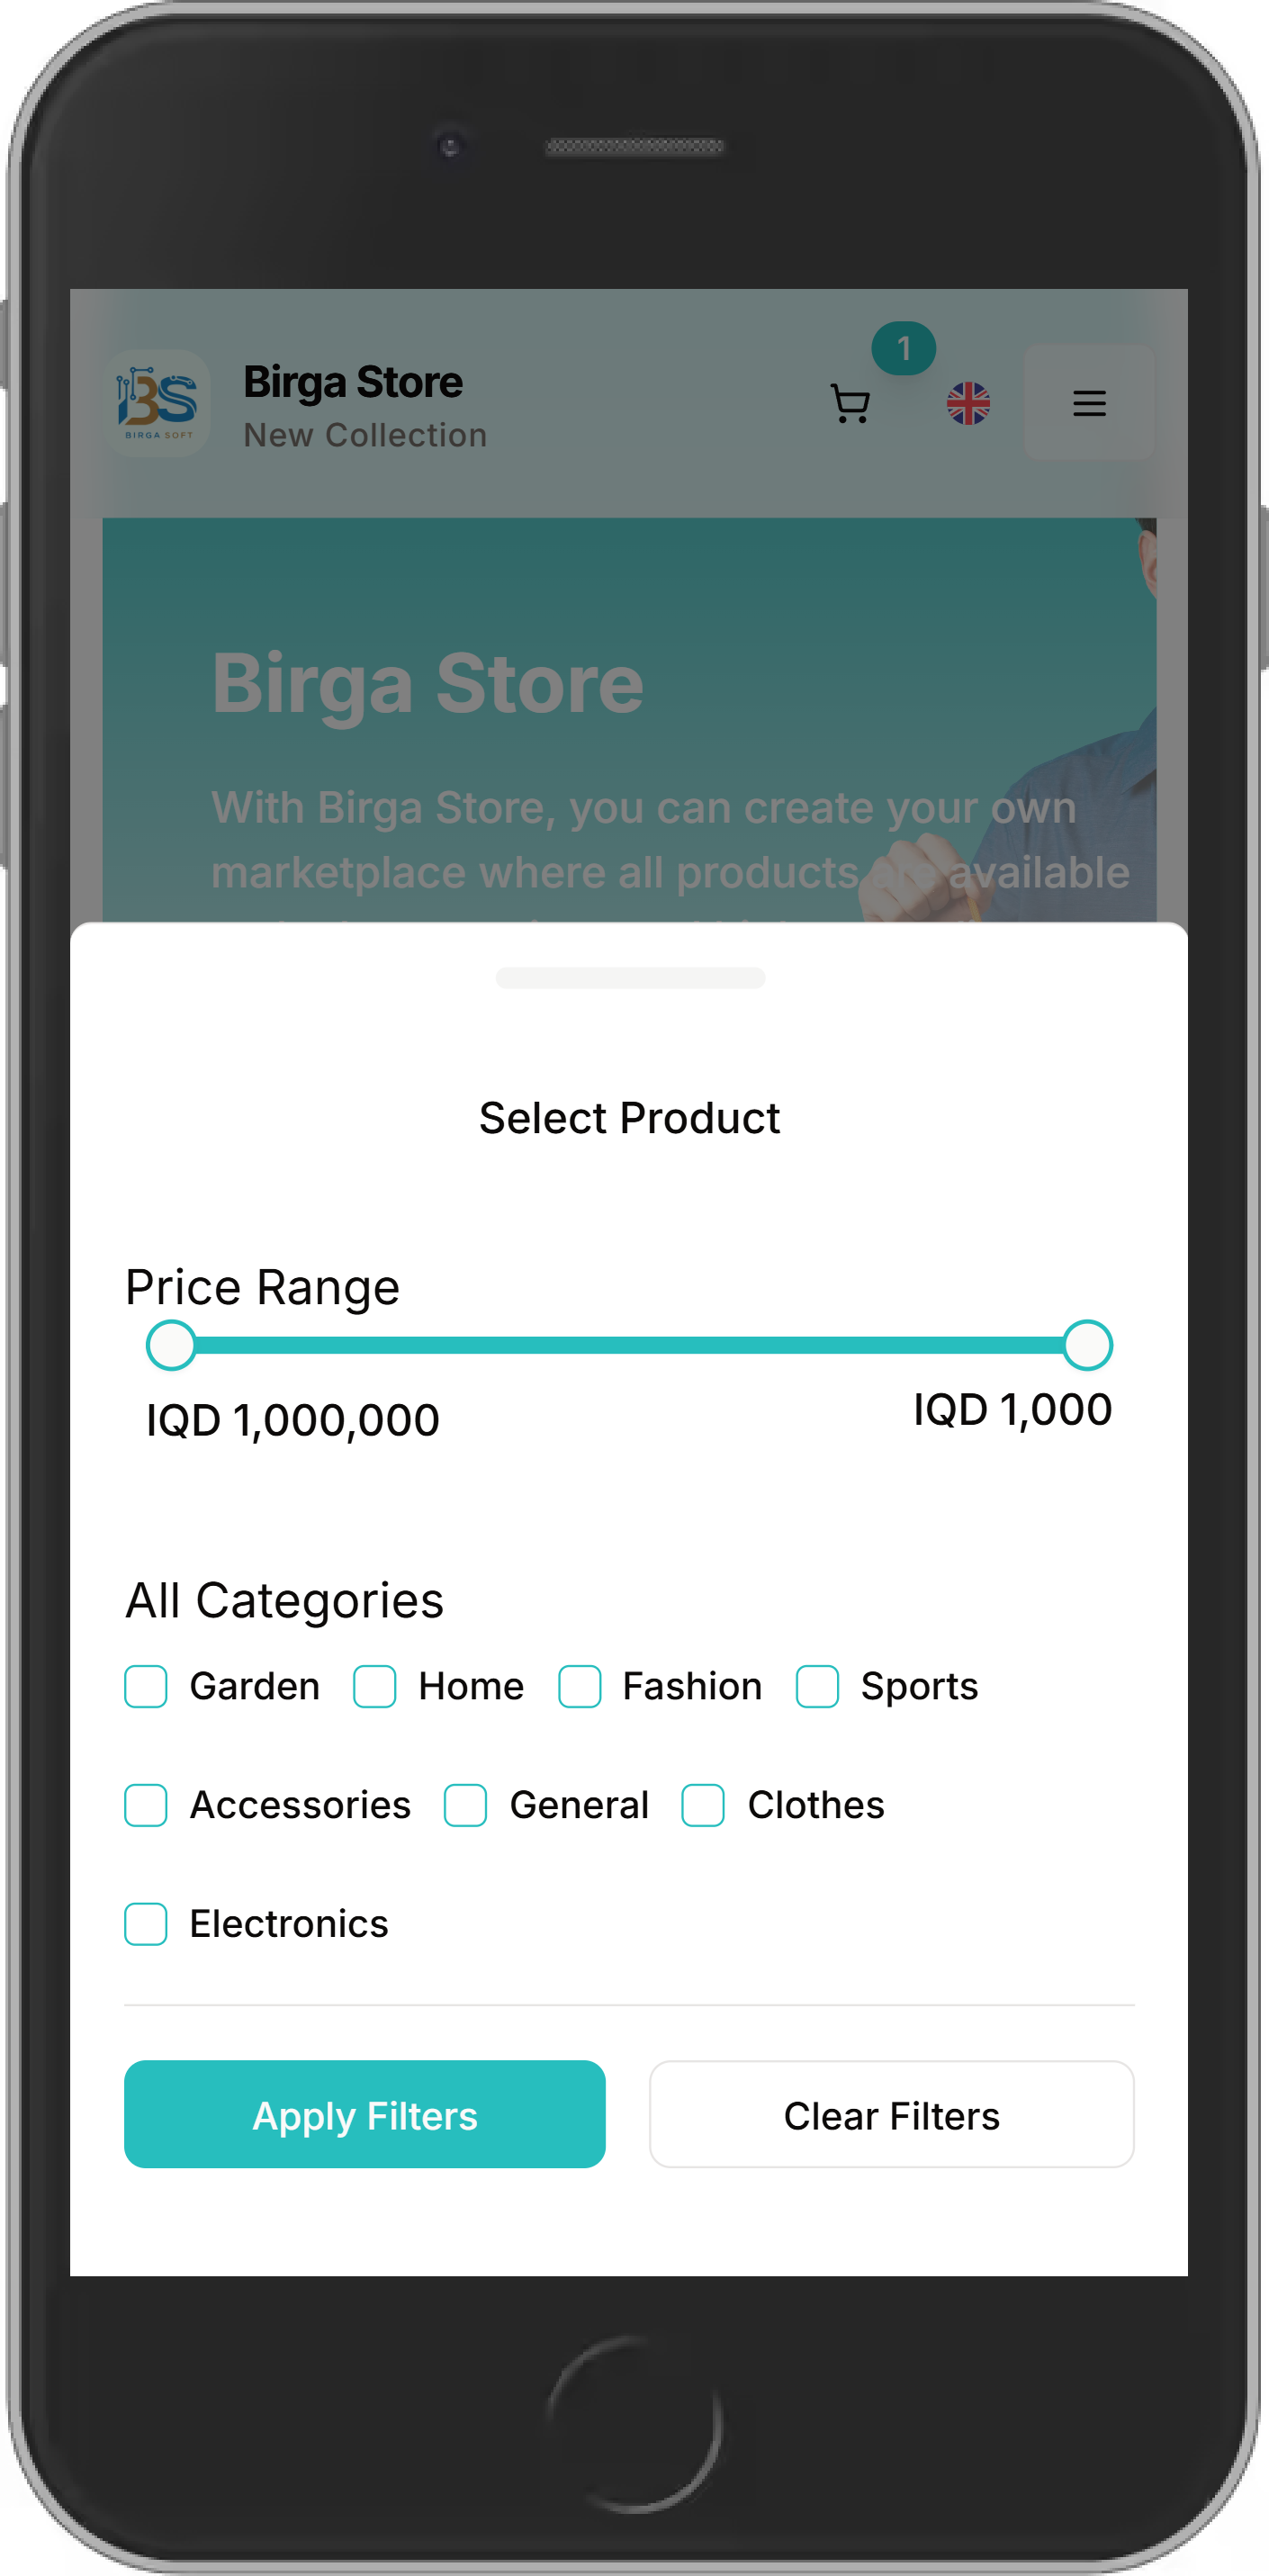 1
BS
BIRGA SOFT
Birga Store
New Collection
Birga Store
With Birga Store, you can create your own
marketplace where all products are available
Select Product
Price Range
IQD 1,000,000
IQD 1,000
All Categories
Garden Home Fashion Sports
Accessories General Clothes
Electronics
Apply Filters Clear Filters